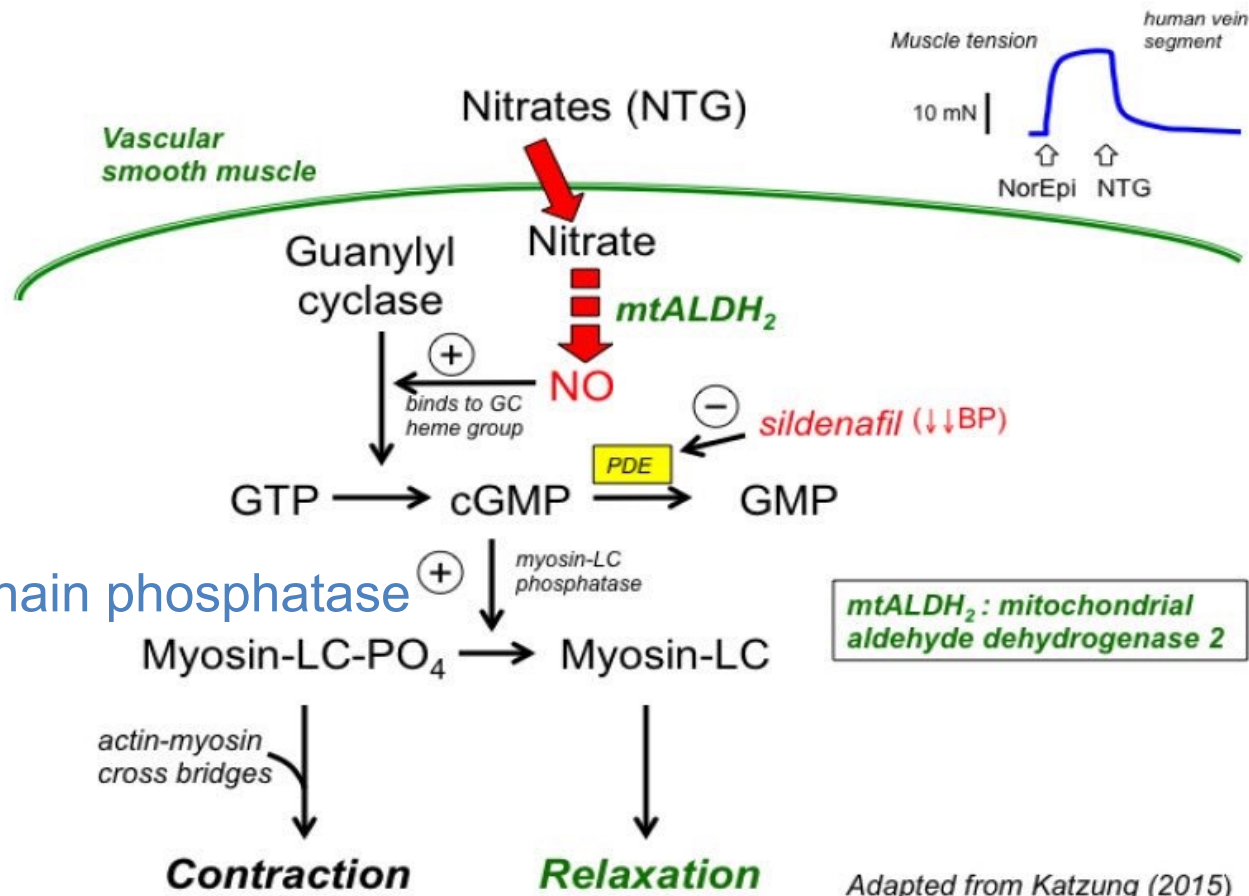 Muscle tension
human vein
segment
10 mN
NorEpi NTG
Nitrates (NTG)
Vascular
smooth muscle
Nitrate
Guanylyl
cyclase
mtALDH₂
+
NO
binds to GC
heme group
−
sildenafil (↓↓BP)
PDE
GTP cGMP GMP
+
myosin-LC
phosphatase
hain phosphatase
mtALDH₂ : mitochondrial
aldehyde dehydrogenase 2
Myosin-LC-PO₄ Myosin-LC
actin-myosin
cross bridges
Contraction Relaxation
Adapted from Katzung (2015)